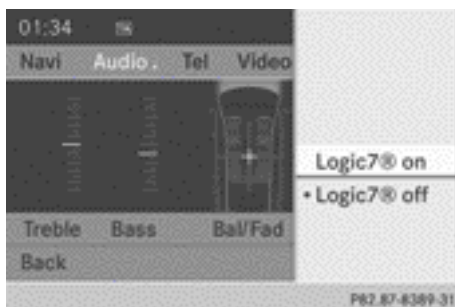 01:34
Navi Audio. Tel Video
Logic7® on
• Logic7® off
Treble Bass Bal/Fad
Back
P82.87-8389-31